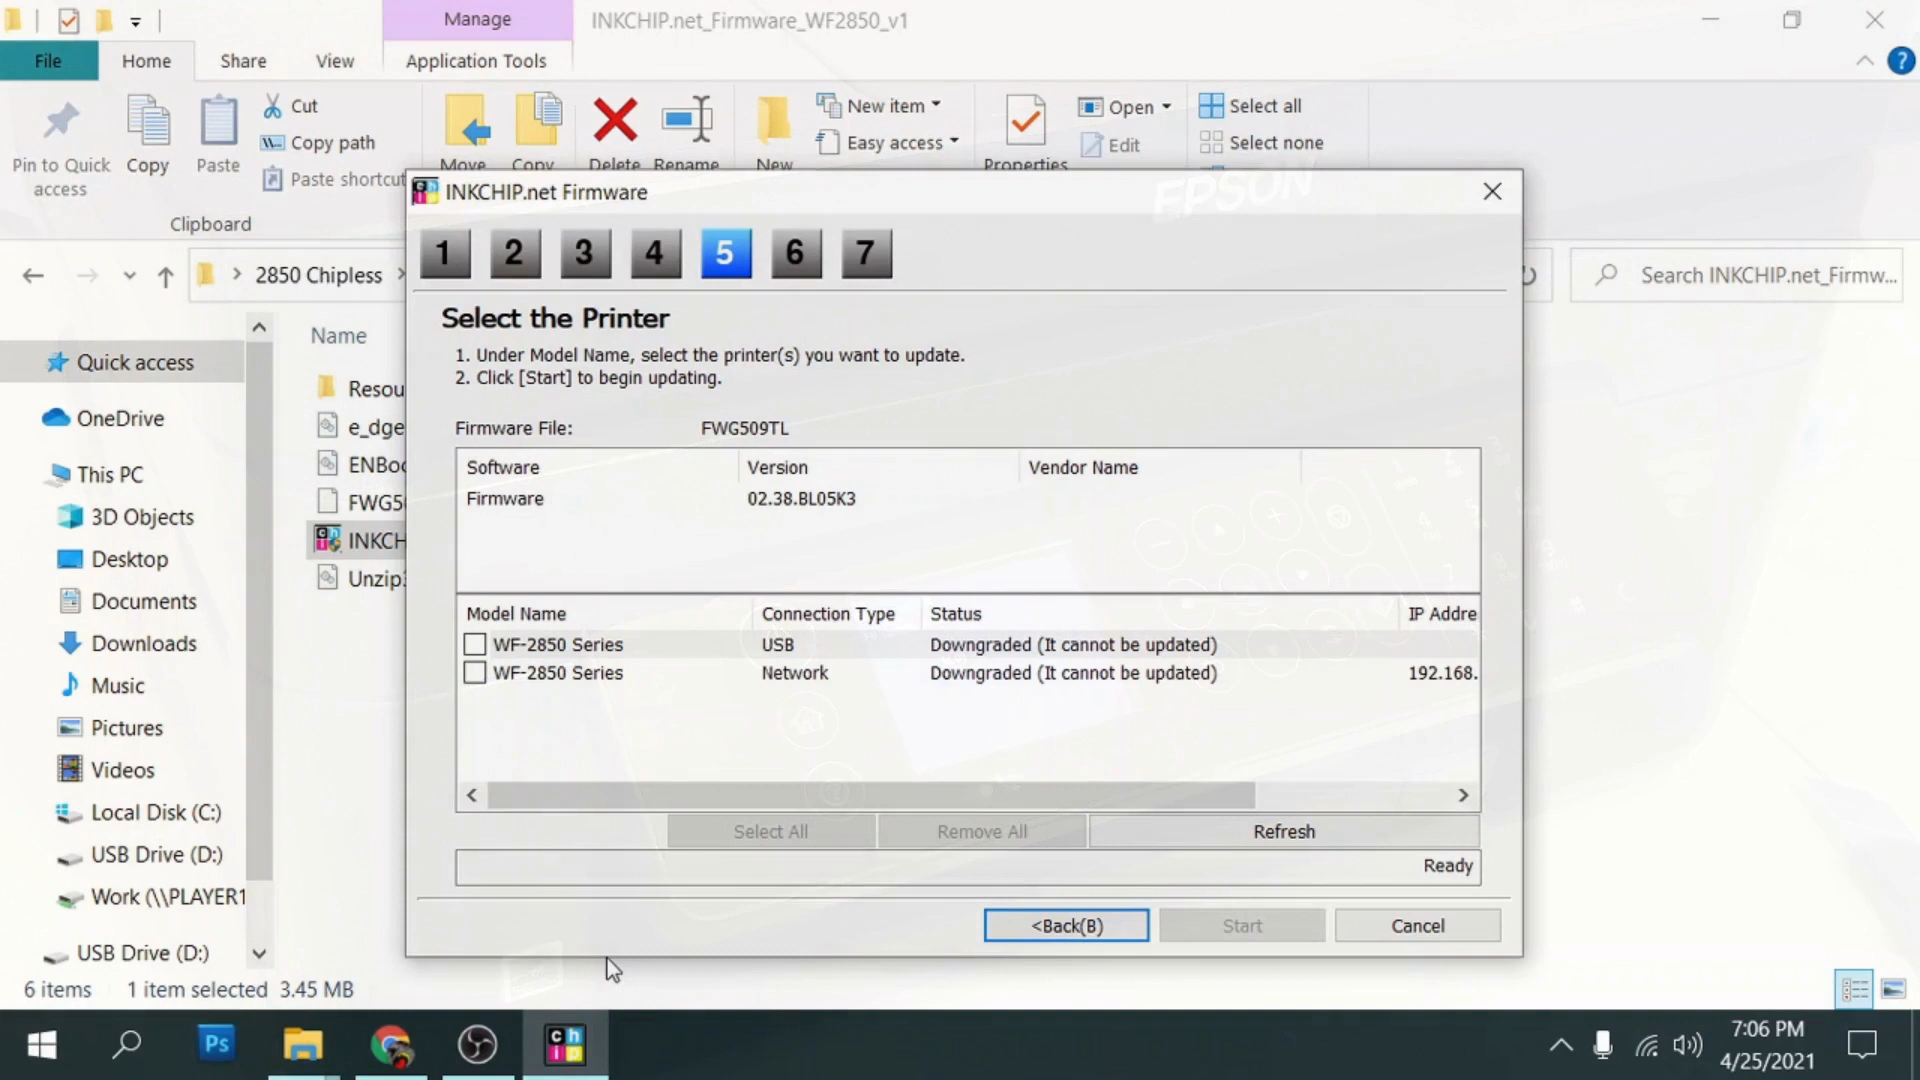 Manage
INKCHIP.net_Firmware_WF2850_v1
File
Home
Share
View
Application Tools
Pin to Quick
access
Copy
Paste
Cut
Copy path
Paste shortcut
Clipboard
Move
Copy
Delete
Rename
New
New item
Easy access
Properties
Open
Edit
Select all
Select none
EPSON
2850 Chipless
Search INKCHIP.net_Firmw...
INKCHIP.net Firmware
1 2 3 4 5 6 7
Select the Printer
1. Under Model Name, select the printer(s) you want to update.
2. Click [Start] to begin updating.
Firmware File: FWG509TL
Software Version Vendor Name
Firmware 02.38.BL05K3
Model Name Connection Type Status IP Addre
WF-2850 Series USB Downgraded (It cannot be updated)
WF-2850 Series Network Downgraded (It cannot be updated) 192.168.
Select All Remove All Refresh
Ready
<Back(B) Start Cancel
Quick access
OneDrive
This PC
3D Objects
Desktop
Documents
Downloads
Music
Pictures
Videos
Local Disk (C:)
USB Drive (D:)
Work (\\PLAYER1
USB Drive (D:)
Name
Resou
e_dge
ENBo
FWG50
INKCH
Unzip
6 items 1 item selected 3.45 MB
Ps
ch
ip
7:06 PM
4/25/2021